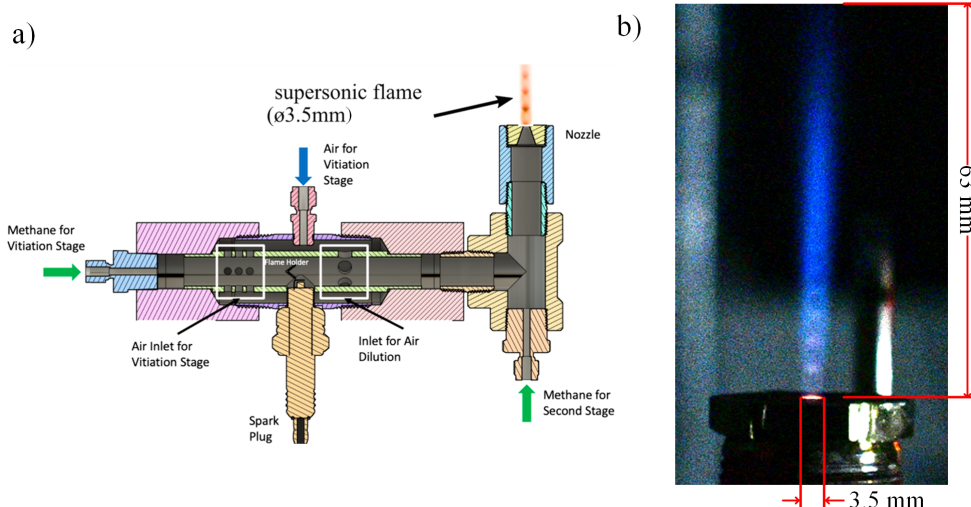 a)
supersonic flame
(ø3.5mm)
Nozzle
Air for
Vitiation
Stage
Methane for
Vitiation Stage
Flame Holder
Air Inlet for
Vitiation Stage
Inlet for Air
Dilution
Spark
Plug
Methane for
Second Stage
b)
65 mm
3.5 mm